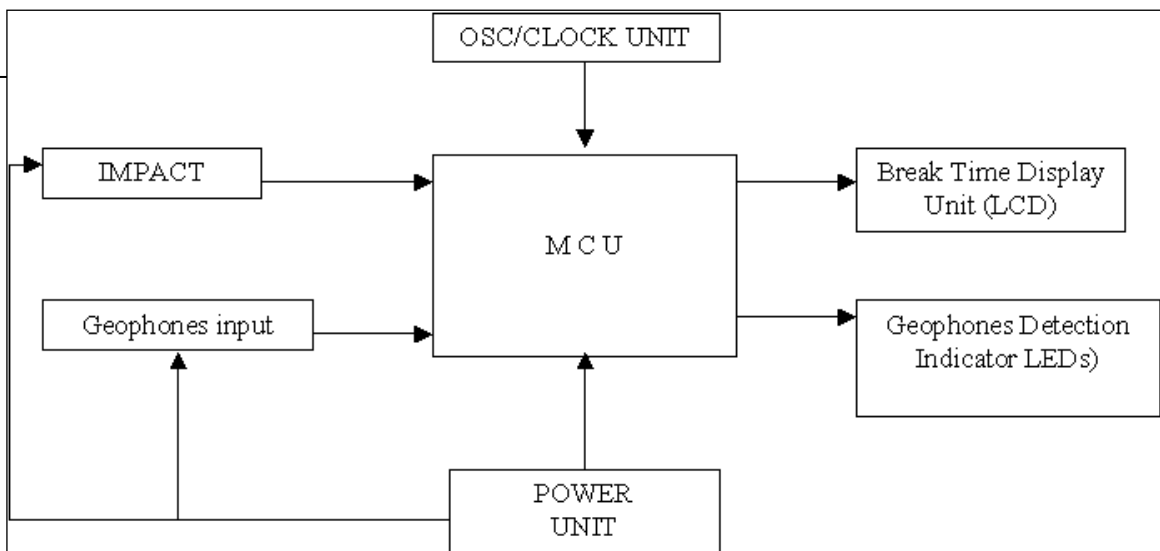 OSC/CLOCK UNIT
IMPACT
Break Time Display
Unit (LCD)
M C U
Geophones input
Geophones Detection
Indicator LEDs)
POWER
UNIT